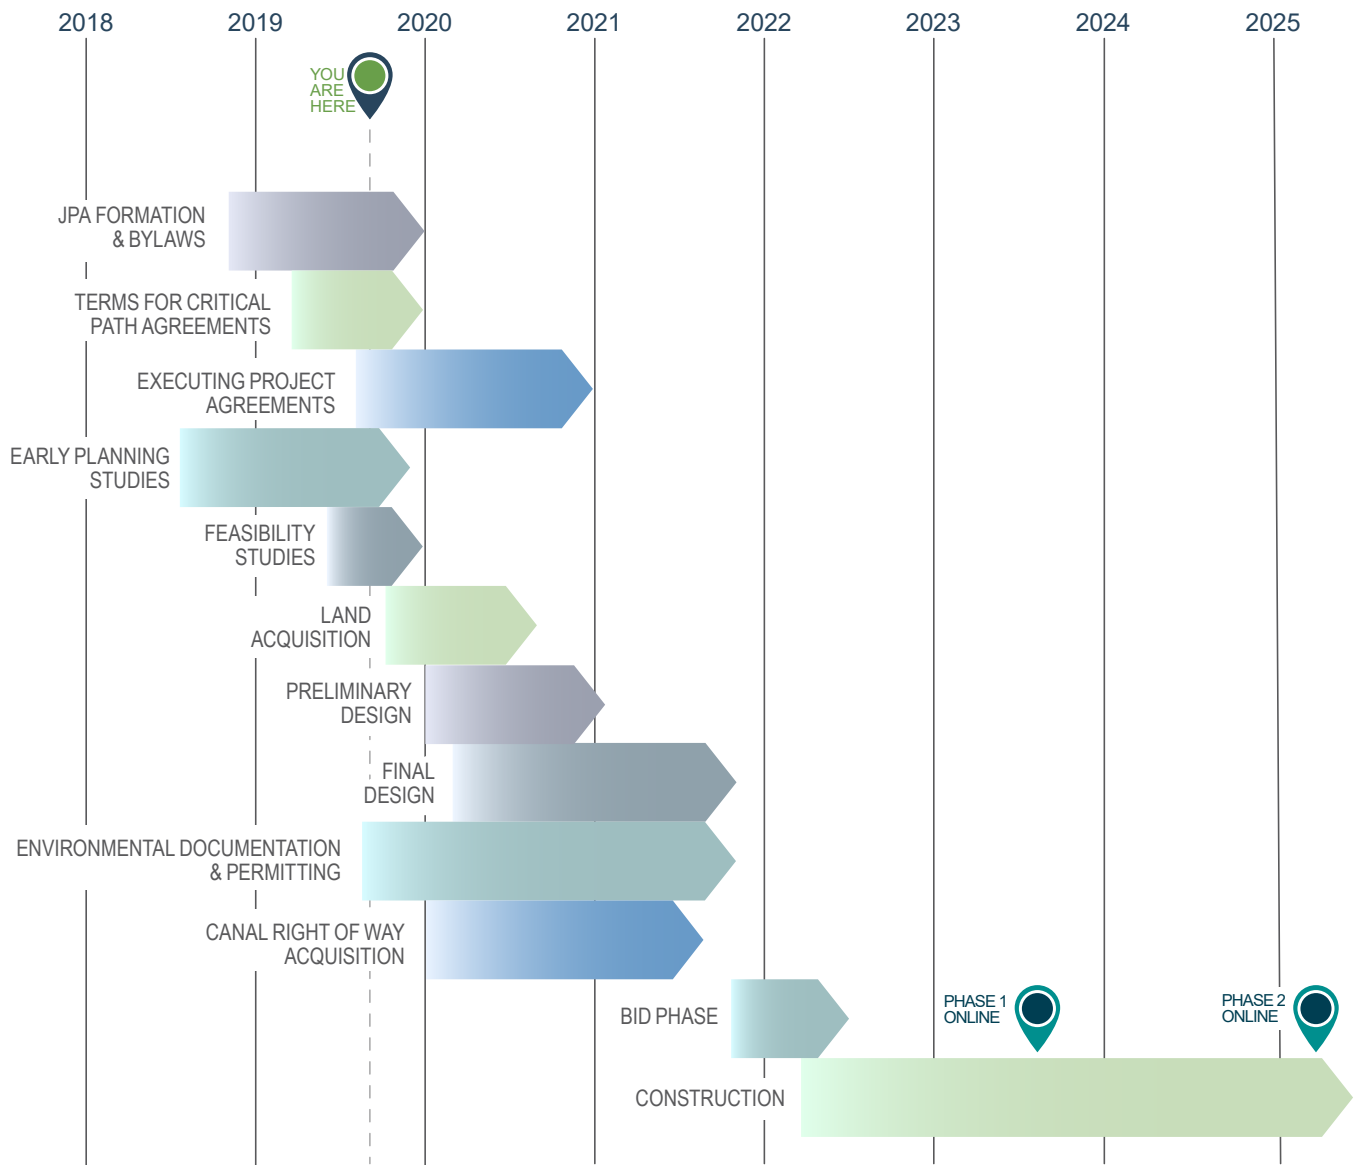 2018 2019 2020 2021 2022 2023 2024 2025
YOU
ARE
HERE
JPA FORMATION
& BYLAWS
TERMS FOR CRITICAL
PATH AGREEMENTS
EXECUTING PROJECT
AGREEMENTS
EARLY PLANNING
STUDIES
FEASIBILITY
STUDIES
LAND
ACQUISITION
PRELIMINARY
DESIGN
FINAL
DESIGN
ENVIRONMENTAL DOCUMENTATION
& PERMITTING
CANAL RIGHT OF WAY
ACQUISITION
BID PHASE
PHASE 1
ONLINE
PHASE 2
ONLINE
CONSTRUCTION